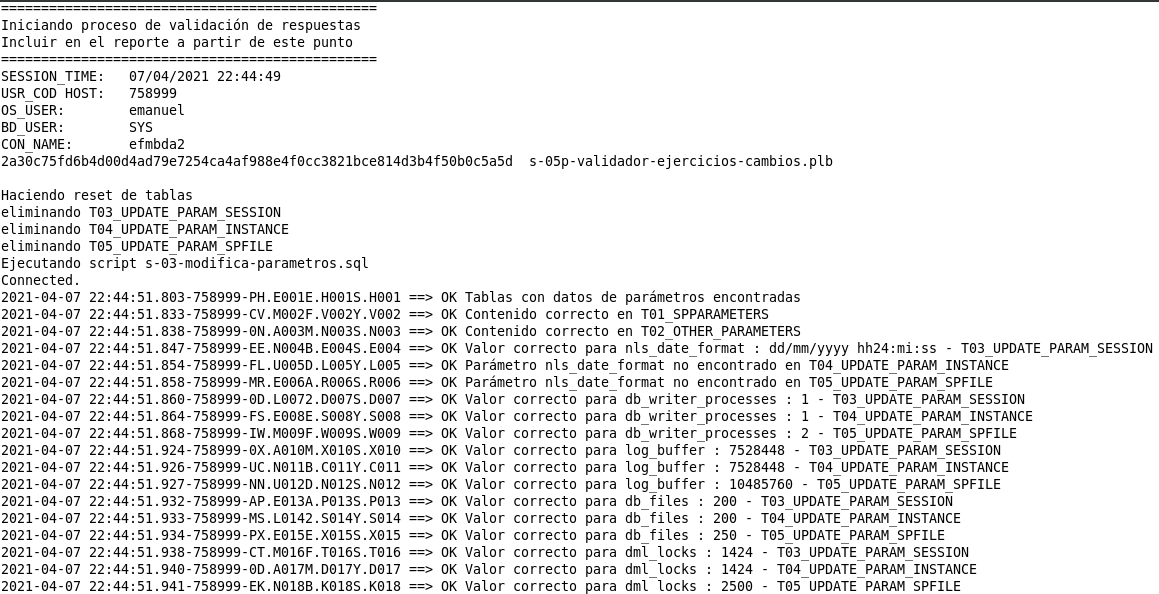 ===============================================
Iniciando proceso de validación de respuestas
Incluir en el reporte a partir de este punto
===============================================
SESSION_TIME:   07/04/2021 22:44:49
USR_COD HOST:   758999
OS_USER:        emanuel
BD_USER:        SYS
CON_NAME:       efmbda2
2a30c75fd6b4d00d4ad79e7254ca4af988e4f0cc3821bce814d3b4f50b0c5a5d  s-05p-validador-ejercicios-cambios.plb

Haciendo reset de tablas
eliminando T03_UPDATE_PARAM_SESSION
eliminando T04_UPDATE_PARAM_INSTANCE
eliminando T05_UPDATE_PARAM_SPFILE
Ejecutando script s-03-modifica-parametros.sql
Connected.
2021-04-07 22:44:51.803-758999-PH.E001E.H001S.H001 ==> OK Tablas con datos de parámetros encontradas
2021-04-07 22:44:51.833-758999-CV.M002F.V002Y.V002 ==> OK Contenido correcto en T01_SPPARAMETERS
2021-04-07 22:44:51.838-758999-0N.A003M.N003S.N003 ==> OK Contenido correcto en T02_OTHER_PARAMETERS
2021-04-07 22:44:51.847-758999-EE.N004B.E004S.E004 ==> OK Valor correcto para nls_date_format : dd/mm/yyyy hh24:mi:ss - T03_UPDATE_PARAM_SESSION
2021-04-07 22:44:51.854-758999-FL.U005D.L005Y.L005 ==> OK Parámetro nls_date_format no encontrado en T04_UPDATE_PARAM_INSTANCE
2021-04-07 22:44:51.858-758999-MR.E006A.R006S.R006 ==> OK Parámetro nls_date_format no encontrado en T05_UPDATE_PARAM_SPFILE
2021-04-07 22:44:51.860-758999-0D.L0072.D007S.D007 ==> OK Valor correcto para db_writer_processes : 1 - T03_UPDATE_PARAM_SESSION
2021-04-07 22:44:51.864-758999-FS.E008E.S008Y.S008 ==> OK Valor correcto para db_writer_processes : 1 - T04_UPDATE_PARAM_INSTANCE
2021-04-07 22:44:51.868-758999-IW.M009F.W009S.W009 ==> OK Valor correcto para db_writer_processes : 2 - T05_UPDATE_PARAM_SPFILE
2021-04-07 22:44:51.924-758999-0X.A010M.X010S.X010 ==> OK Valor correcto para log_buffer : 7528448 - T03_UPDATE_PARAM_SESSION
2021-04-07 22:44:51.926-758999-UC.N011B.C011Y.C011 ==> OK Valor correcto para log_buffer : 7528448 - T04_UPDATE_PARAM_INSTANCE
2021-04-07 22:44:51.927-758999-NN.U012D.N012S.N012 ==> OK Valor correcto para log_buffer : 10485760 - T05_UPDATE_PARAM_SPFILE
2021-04-07 22:44:51.932-758999-AP.E013A.P013S.P013 ==> OK Valor correcto para db_files : 200 - T03_UPDATE_PARAM_SESSION
2021-04-07 22:44:51.933-758999-MS.L0142.S014Y.S014 ==> OK Valor correcto para db_files : 200 - T04_UPDATE_PARAM_INSTANCE
2021-04-07 22:44:51.934-758999-PX.E015E.X015S.X015 ==> OK Valor correcto para db_files : 250 - T05_UPDATE_PARAM_SPFILE
2021-04-07 22:44:51.938-758999-CT.M016F.T016S.T016 ==> OK Valor correcto para dml_locks : 1424 - T03_UPDATE_PARAM_SESSION
2021-04-07 22:44:51.940-758999-0D.A017M.D017Y.D017 ==> OK Valor correcto para dml_locks : 1424 - T04_UPDATE_PARAM_INSTANCE
2021-04-07 22:44:51.941-758999-EK.N018B.K018S.K018 ==> OK Valor correcto para dml_locks : 2500 - T05_UPDATE_PARAM_SPFILE